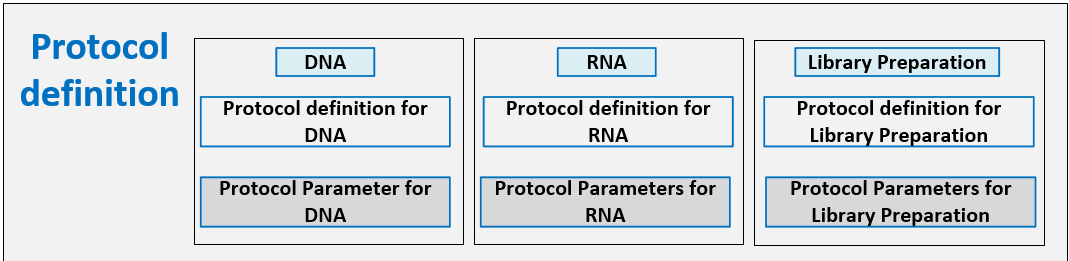 Protocol
definition
DNA
Protocol definition for
DNA
Protocol Parameter for
DNA
RNA
Protocol definition for
RNA
Protocol Parameters for
RNA
Library Preparation
Protocol definition for
Library Preparation
Protocol Parameters for
Library Preparation